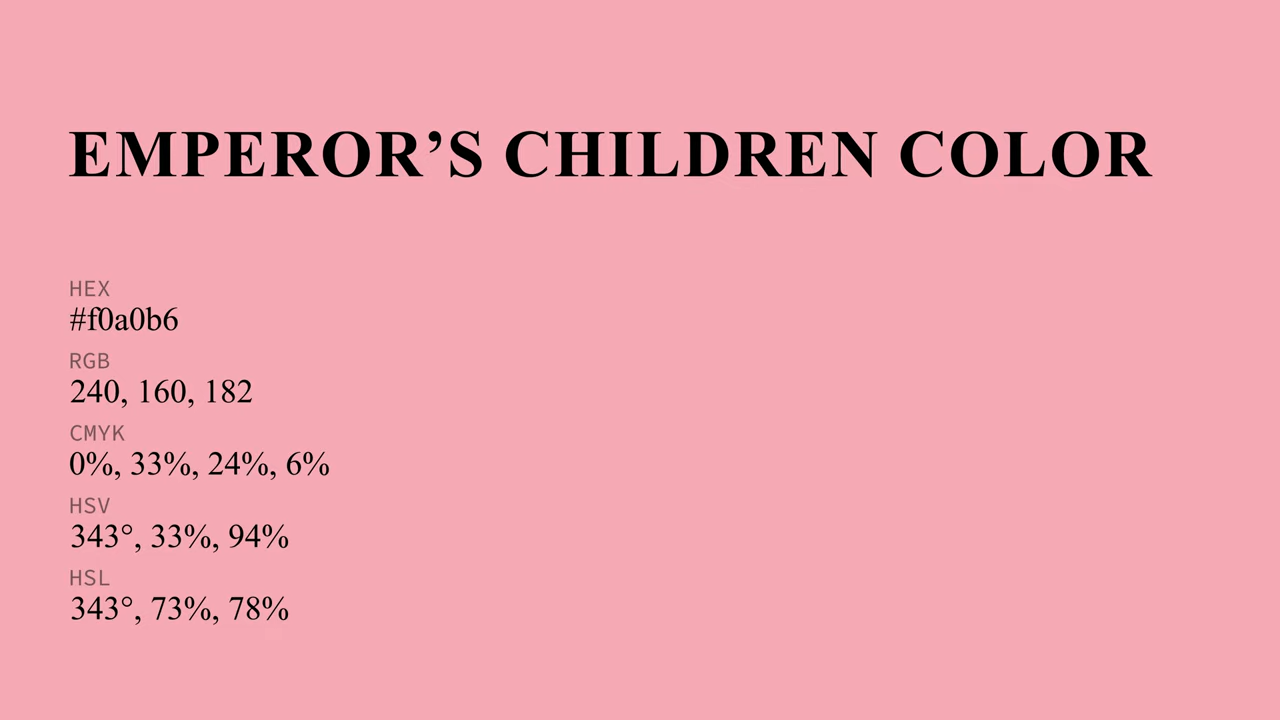 EMPEROR’S CHILDREN COLOR
HEX
#f0a0b6
RGB
240, 160, 182
CMYK
0%, 33%, 24%, 6%
HSV
343°, 33%, 94%
HSL
343°, 73%, 78%